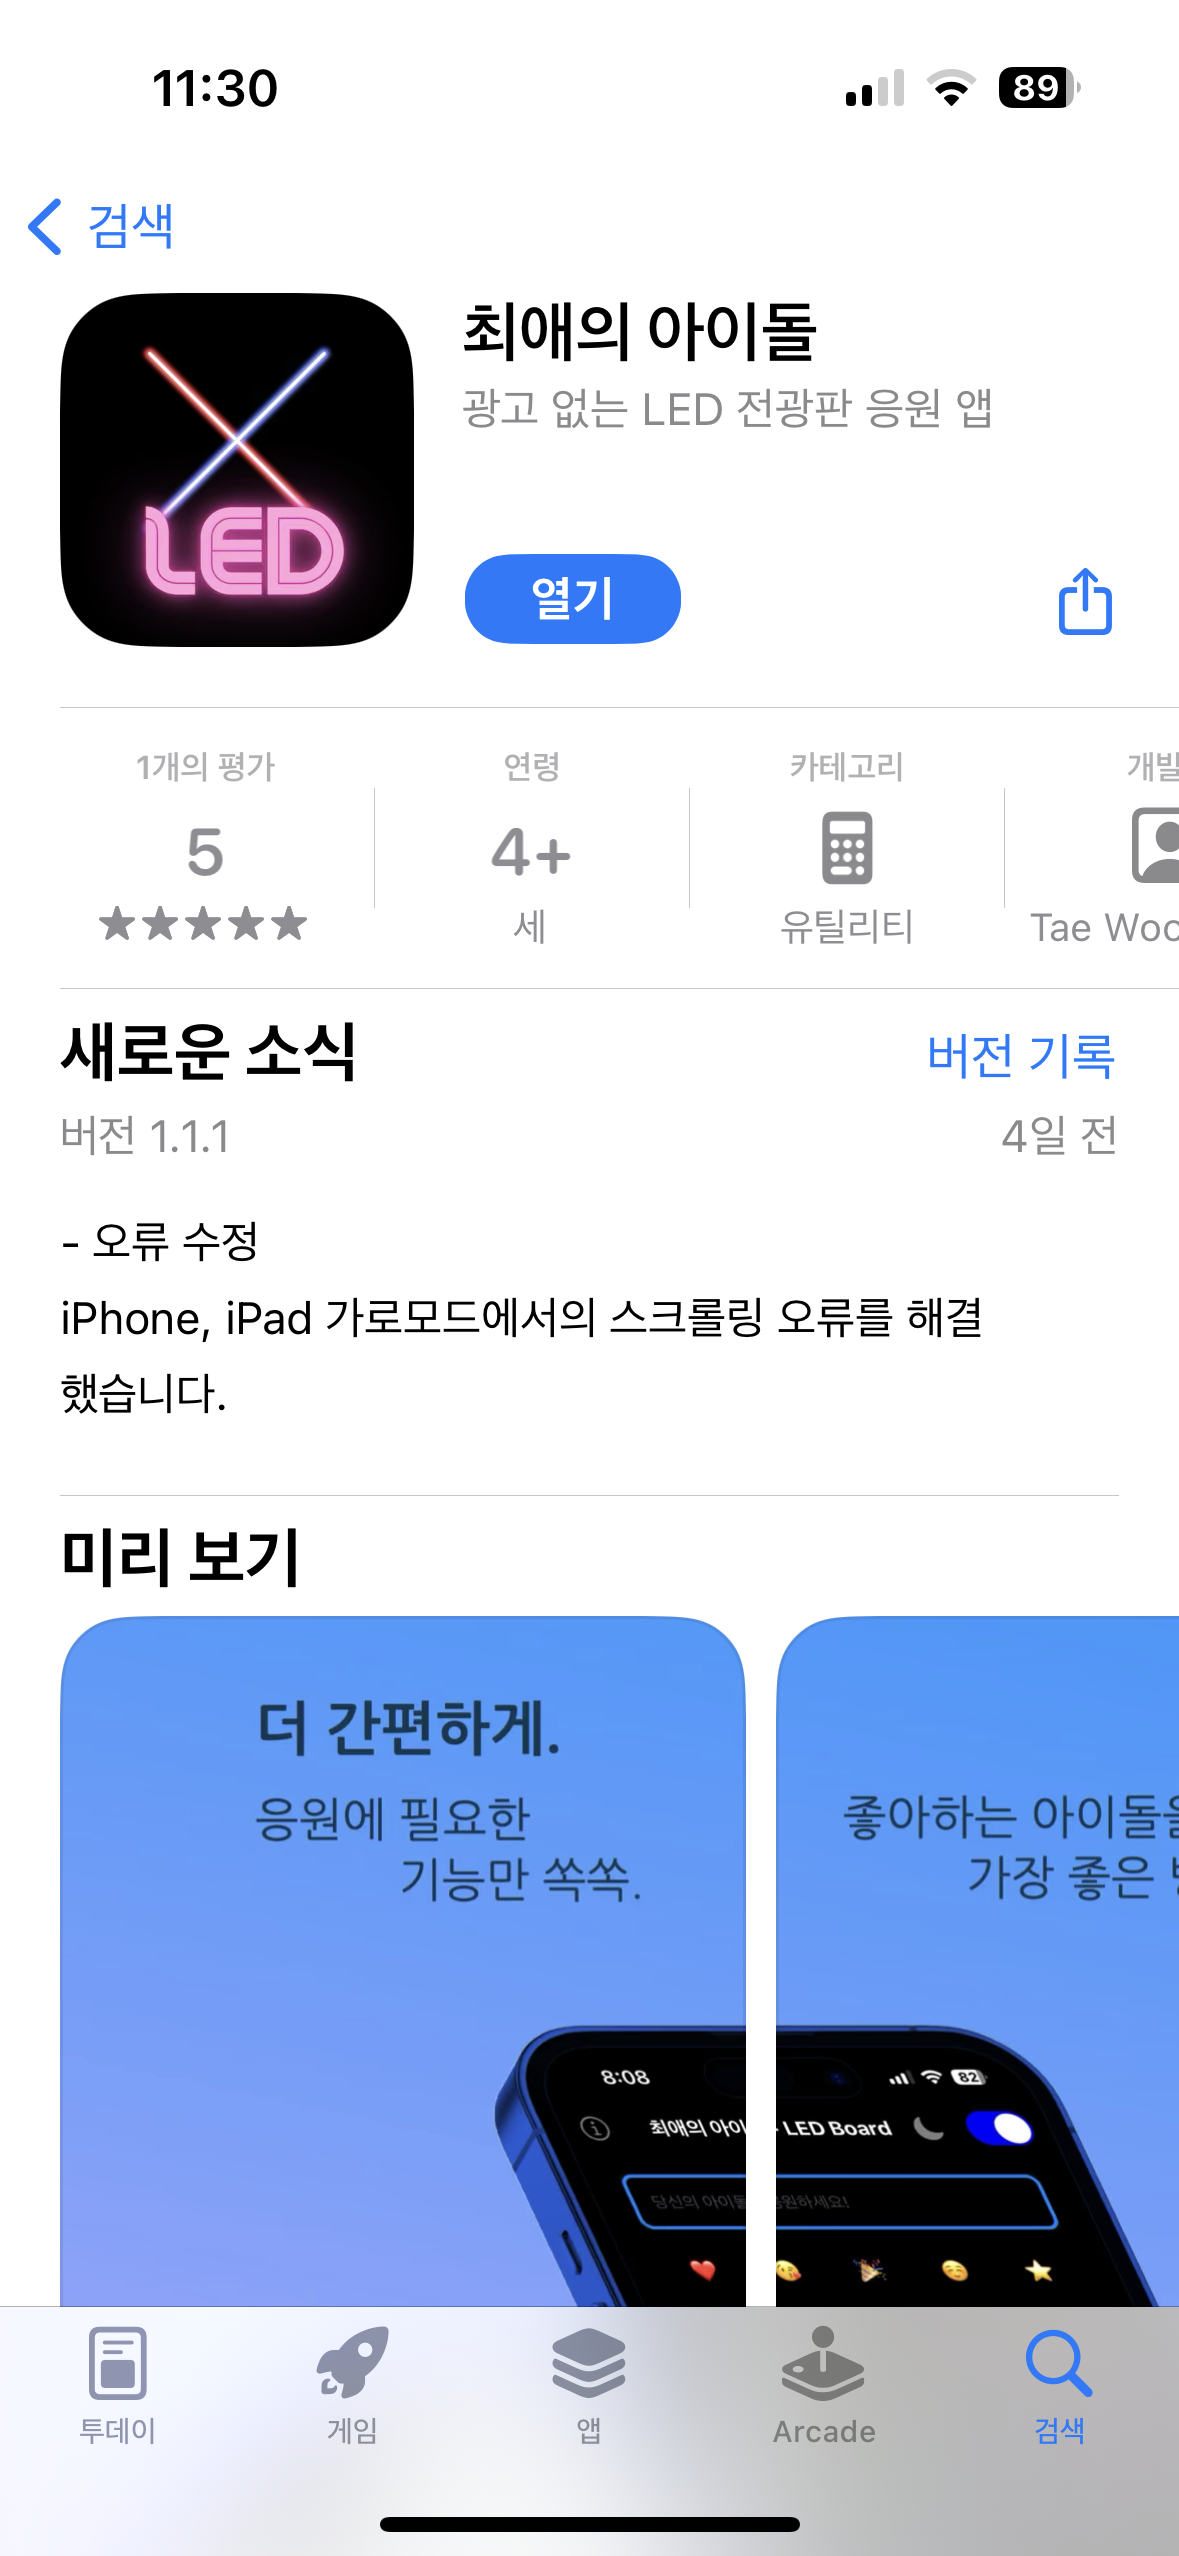 11:30
89
검색
최애의 아이돌
광고 없는 LED 전광판 응원 앱
LED
열기
1개의 평가
연령
카테고리
개발
5
4+
세
유틸리티
Tae Woo
새로운 소식
버전 기록
버전 1.1.1
4일 전
- 오류 수정
iPhone, iPad 가로모드에서의 스크롤링 오류를 해결
했습니다.
미리 보기
더 간편하게.
응원에 필요한
기능만 쏙쏙.
좋아하는 아이돌을
가장 좋은
8:08
82
최애의 아이
LED Board
당신의 아이돌
응원하세요!
투데이
게임
앱
Arcade
검색